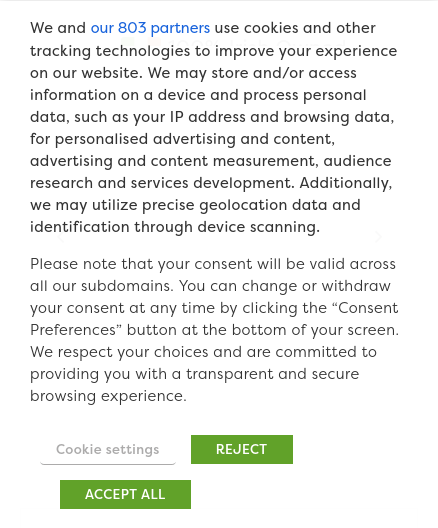 We and our 803 partners use cookies and other
tracking technologies to improve your experience
on our website. We may store and/or access
information on a device and process personal
data, such as your IP address and browsing data,
for personalised advertising and content,
advertising and content measurement, audience
research and services development. Additionally,
we may utilize precise geolocation data and
identification through device scanning.
Please note that your consent will be valid across
all our subdomains. You can change or withdraw
your consent at any time by clicking the “Consent
Preferences” button at the bottom of your screen.
We respect your choices and are committed to
providing you with a transparent and secure
browsing experience.
Cookie settings REJECT
ACCEPT ALL